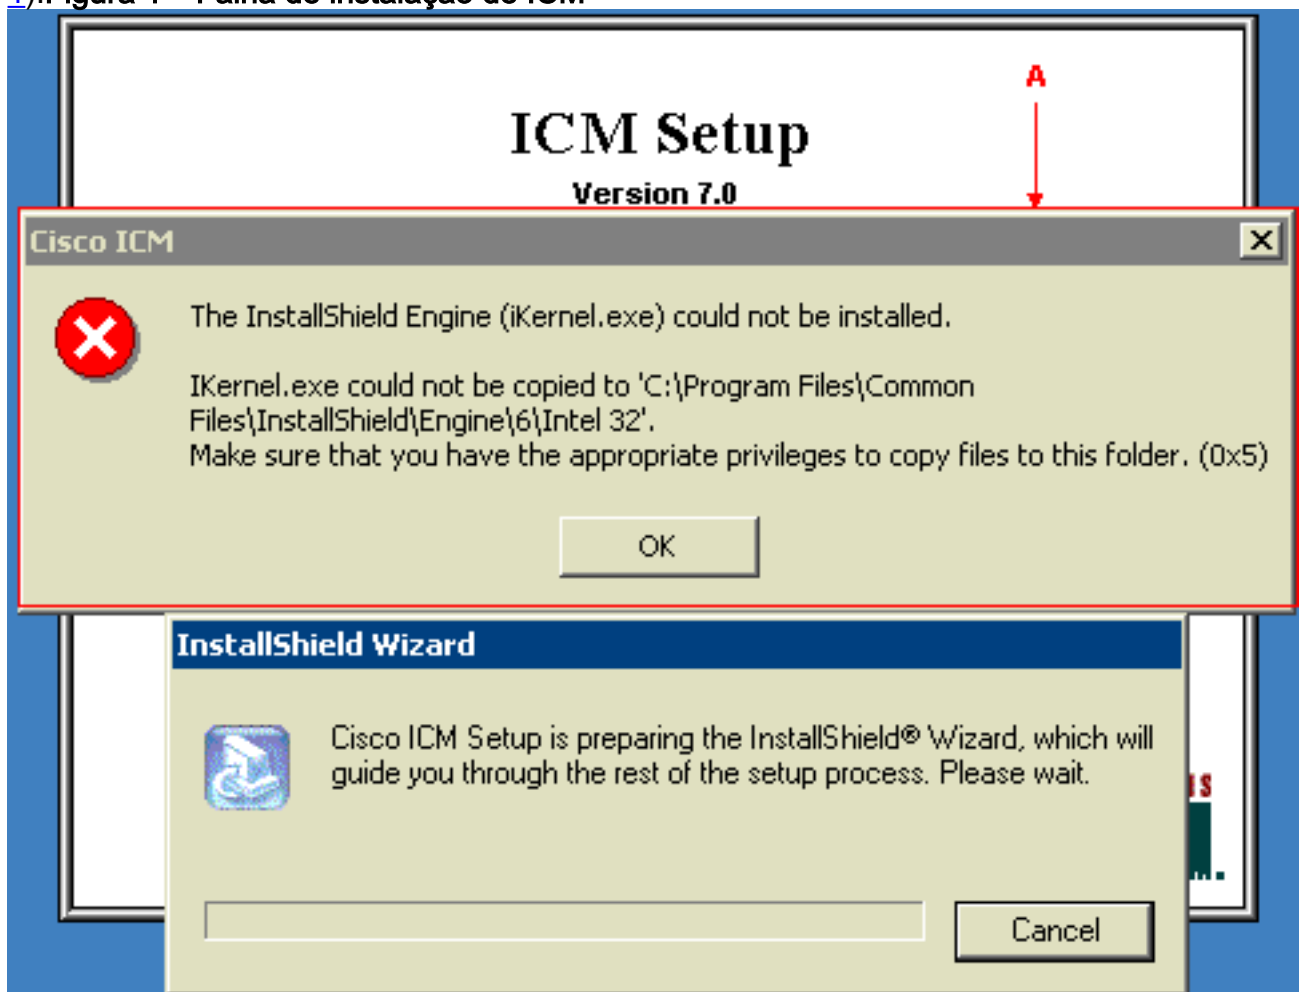 A
ICM Setup
Version 7.0
Cisco ICM
The InstallShield Engine (iKernel.exe) could not be installed.
IKernel.exe could not be copied to 'C:\Program Files\Common
Files\InstallShield\Engine\6\Intel 32'.
Make sure that you have the appropriate privileges to copy files to this folder. (0x5)
OK
InstallShield Wizard
Cisco ICM Setup is preparing the InstallShield® Wizard, which will
guide you through the rest of the setup process. Please wait.
Cancel